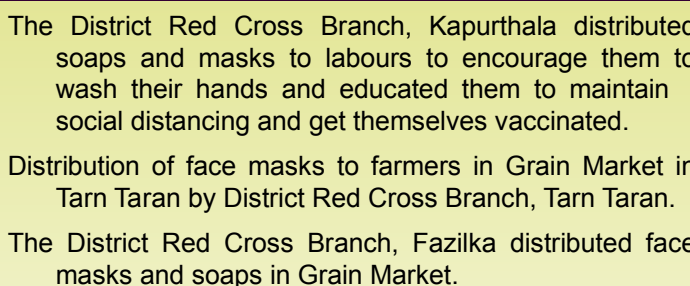 The District Red Cross Branch, Kapurthala distributed
soaps and masks to labours to encourage them to
wash their hands and educated them to maintain
social distancing and get themselves vaccinated.
Distribution of face masks to farmers in Grain Market in
Tarn Taran by District Red Cross Branch, Tarn Taran.
The District Red Cross Branch, Fazilka distributed face
masks and soaps in Grain Market.